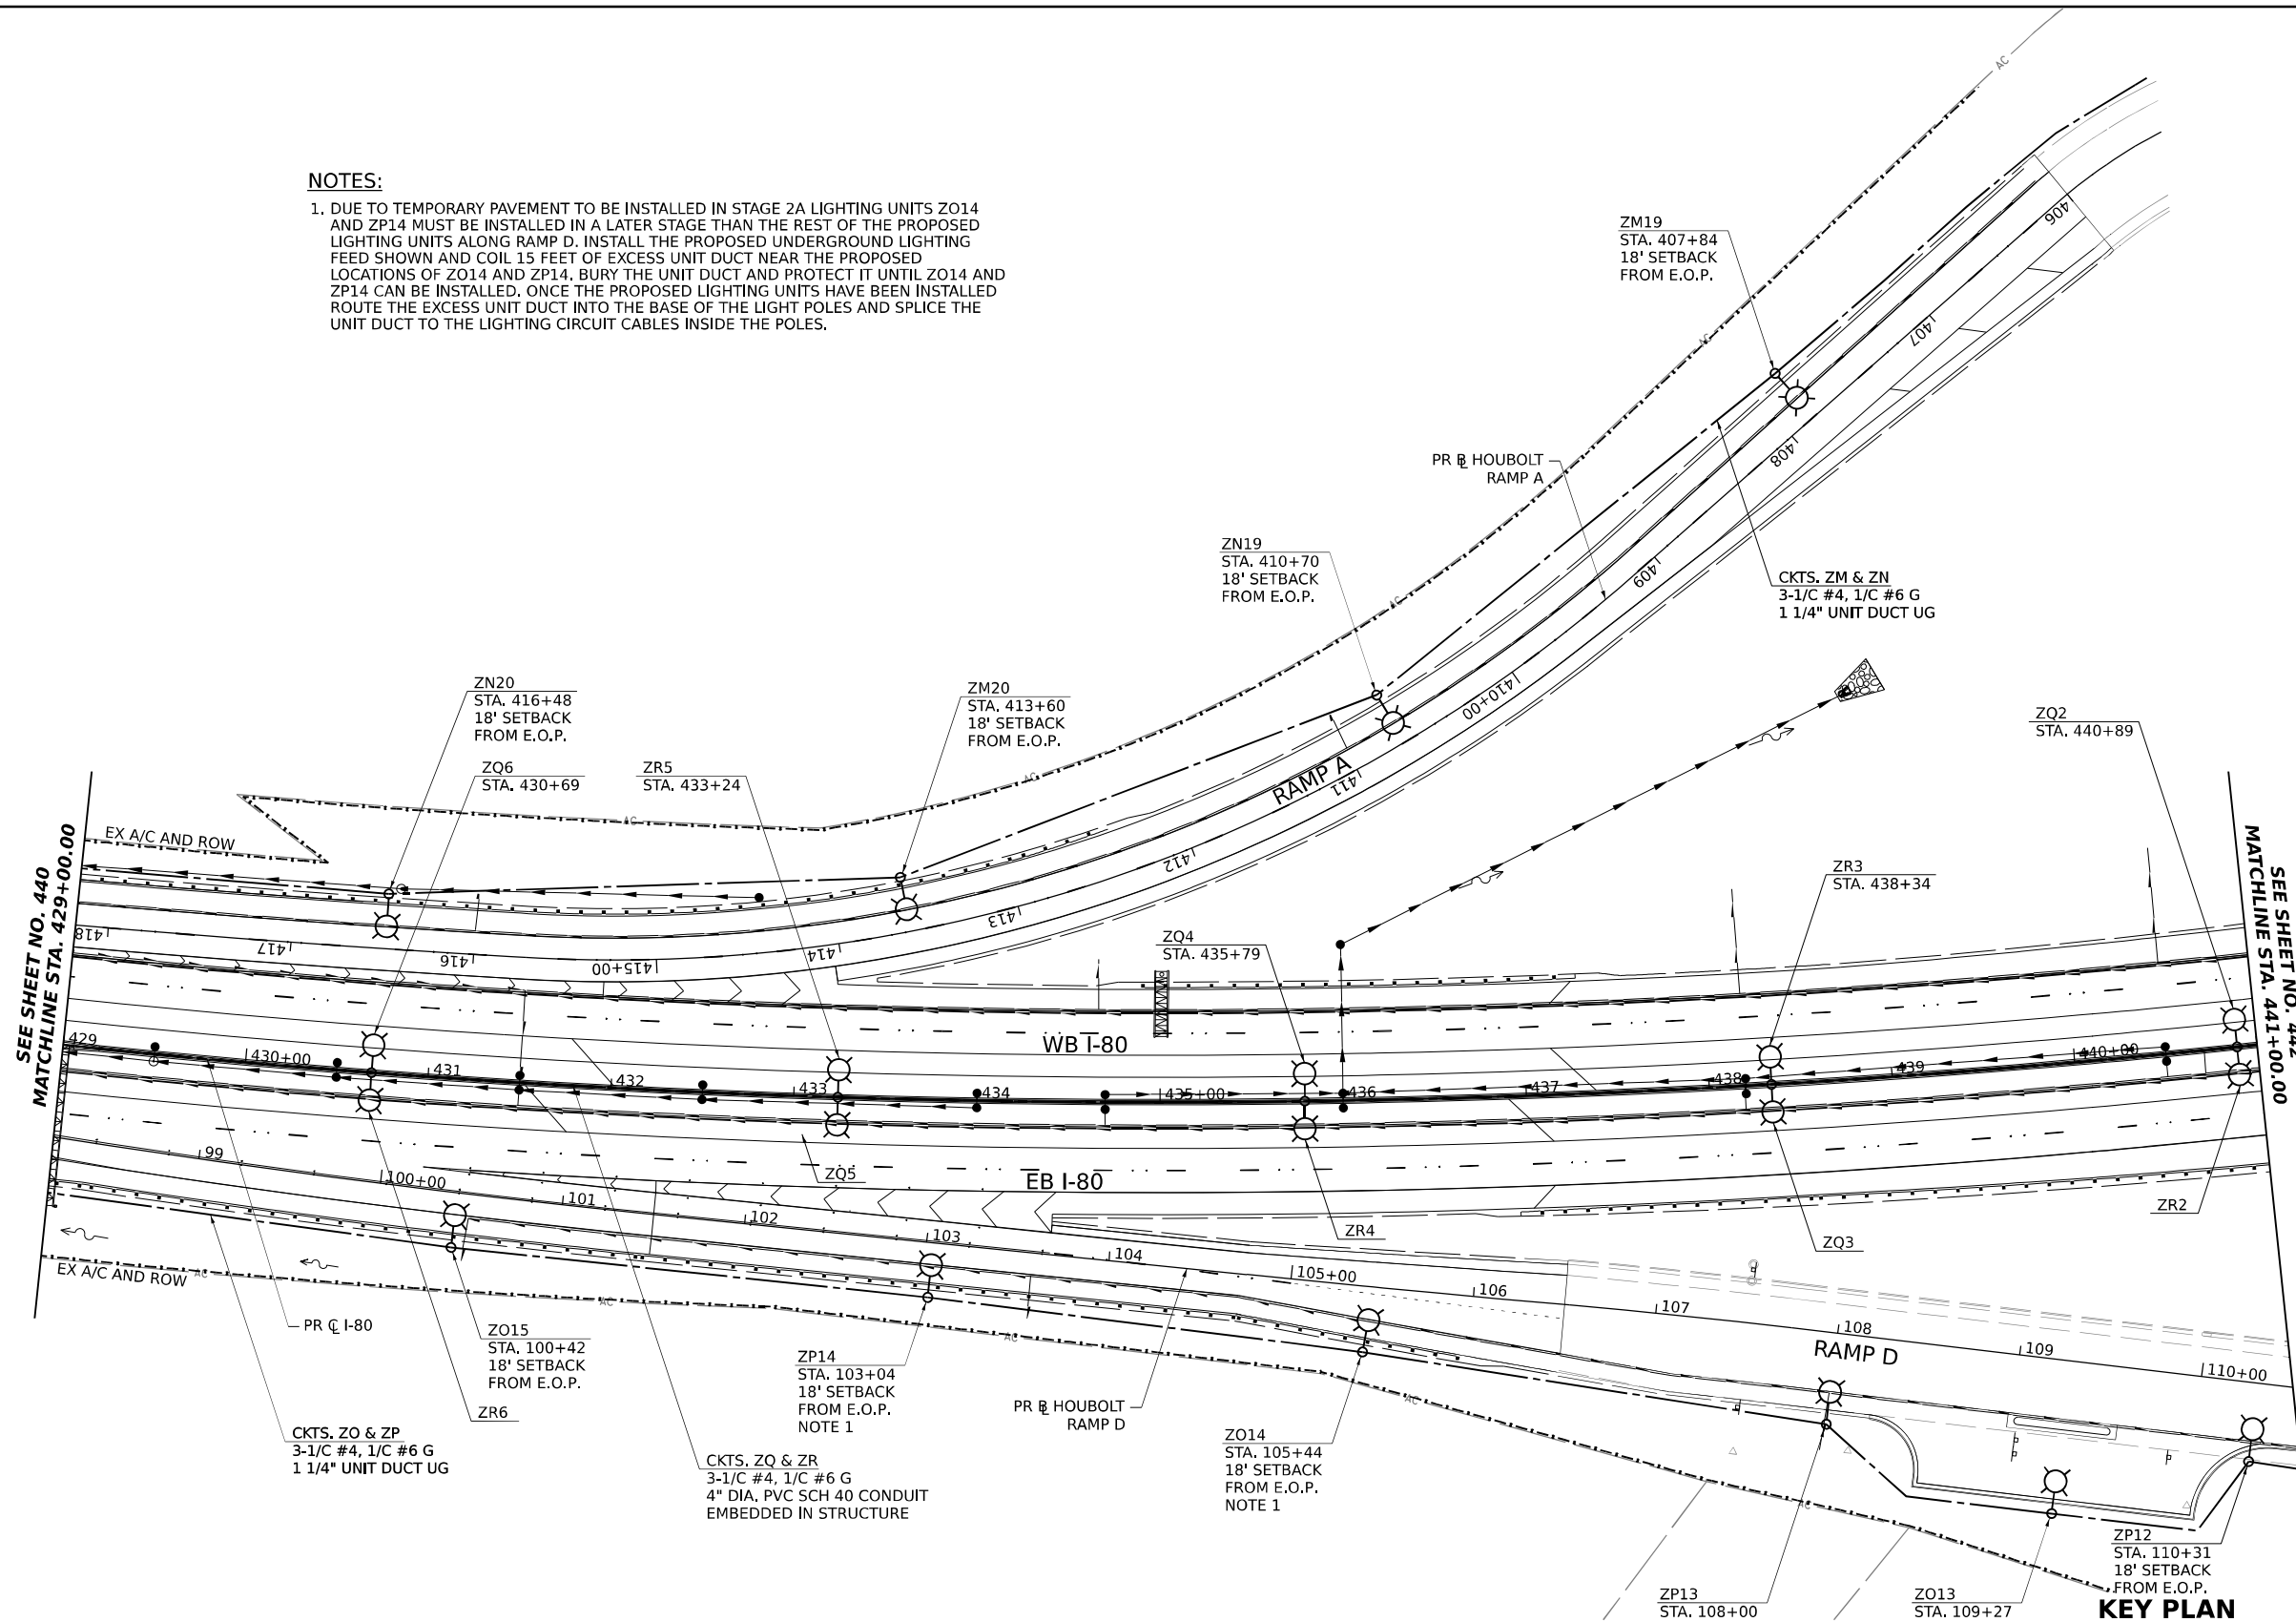 NOTES:
1. DUE TO TEMPORARY PAVEMENT TO BE INSTALLED IN STAGE 2A LIGHTING UNITS ZO14
AND ZP14 MUST BE INSTALLED IN A LATER STAGE THAN THE REST OF THE PROPOSED
LIGHTING UNITS ALONG RAMP D. INSTALL THE PROPOSED UNDERGROUND LIGHTING
FEED SHOWN AND COIL 15 FEET OF EXCESS UNIT DUCT NEAR THE PROPOSED
LOCATIONS OF ZO14 AND ZP14. BURY THE UNIT DUCT AND PROTECT IT UNTIL ZO14 AND
ZP14 CAN BE INSTALLED. ONCE THE PROPOSED LIGHTING UNITS HAVE BEEN INSTALLED
ROUTE THE EXCESS UNIT DUCT INTO THE BASE OF THE LIGHT POLES AND SPLICE THE
UNIT DUCT TO THE LIGHTING CIRCUIT CABLES INSIDE THE POLES.
AC
ZM19
STA. 407+84
18' SETBACK
FROM E.O.P.
406
407
408
AC
PR B HOUBOLT
RAMP A
ZN19
STA. 410+70
18' SETBACK
FROM E.O.P.
AC
409
CKTS. ZM & ZN
3-1/C #4, 1/C #6 G
1 1/4" UNIT DUCT UG
410+00
ZN20
STA. 416+48
18' SETBACK
FROM E.O.P.
ZM20
STA. 413+60
18' SETBACK
FROM E.O.P.
ZQ6
STA. 430+69
ZR5
STA. 433+24
AC
RAMP A
411
ZQ2
STA. 440+89
EX A/C AND ROW
AC
412
413
414
415+00
416
417
418
ZR3
STA. 438+34
ZQ4
STA. 435+79
SEE SHEET NO. 440
MATCHLINE STA. 429+00.00
SEE SHEET NO. 442
MATCHLINE STA. 441+00.00
WB I-80
429
430+00
431
432
433
434
435+00
436
437
438
439
440+00
EB I-80
ZQ5
ZR4
ZQ3
ZR2
99
100+00
101
102
103
104
105+00
106
107
108
109
110+00
RAMP D
EX A/C AND ROW
AC
AC
AC
AC
AC
PR ℄ I-80
ZO15
STA. 100+42
18' SETBACK
FROM E.O.P.
ZR6
ZP14
STA. 103+04
18' SETBACK
FROM E.O.P.
NOTE 1
PR B HOUBOLT
RAMP D
CKTS. ZO & ZP
3-1/C #4, 1/C #6 G
1 1/4" UNIT DUCT UG
CKTS. ZQ & ZR
3-1/C #4, 1/C #6 G
4" DIA. PVC SCH 40 CONDUIT
EMBEDDED IN STRUCTURE
ZO14
STA. 105+44
18' SETBACK
FROM E.O.P.
NOTE 1
ZP13
STA. 108+00
ZO13
STA. 109+27
ZP12
STA. 110+31
18' SETBACK
FROM E.O.P.
KEY PLAN